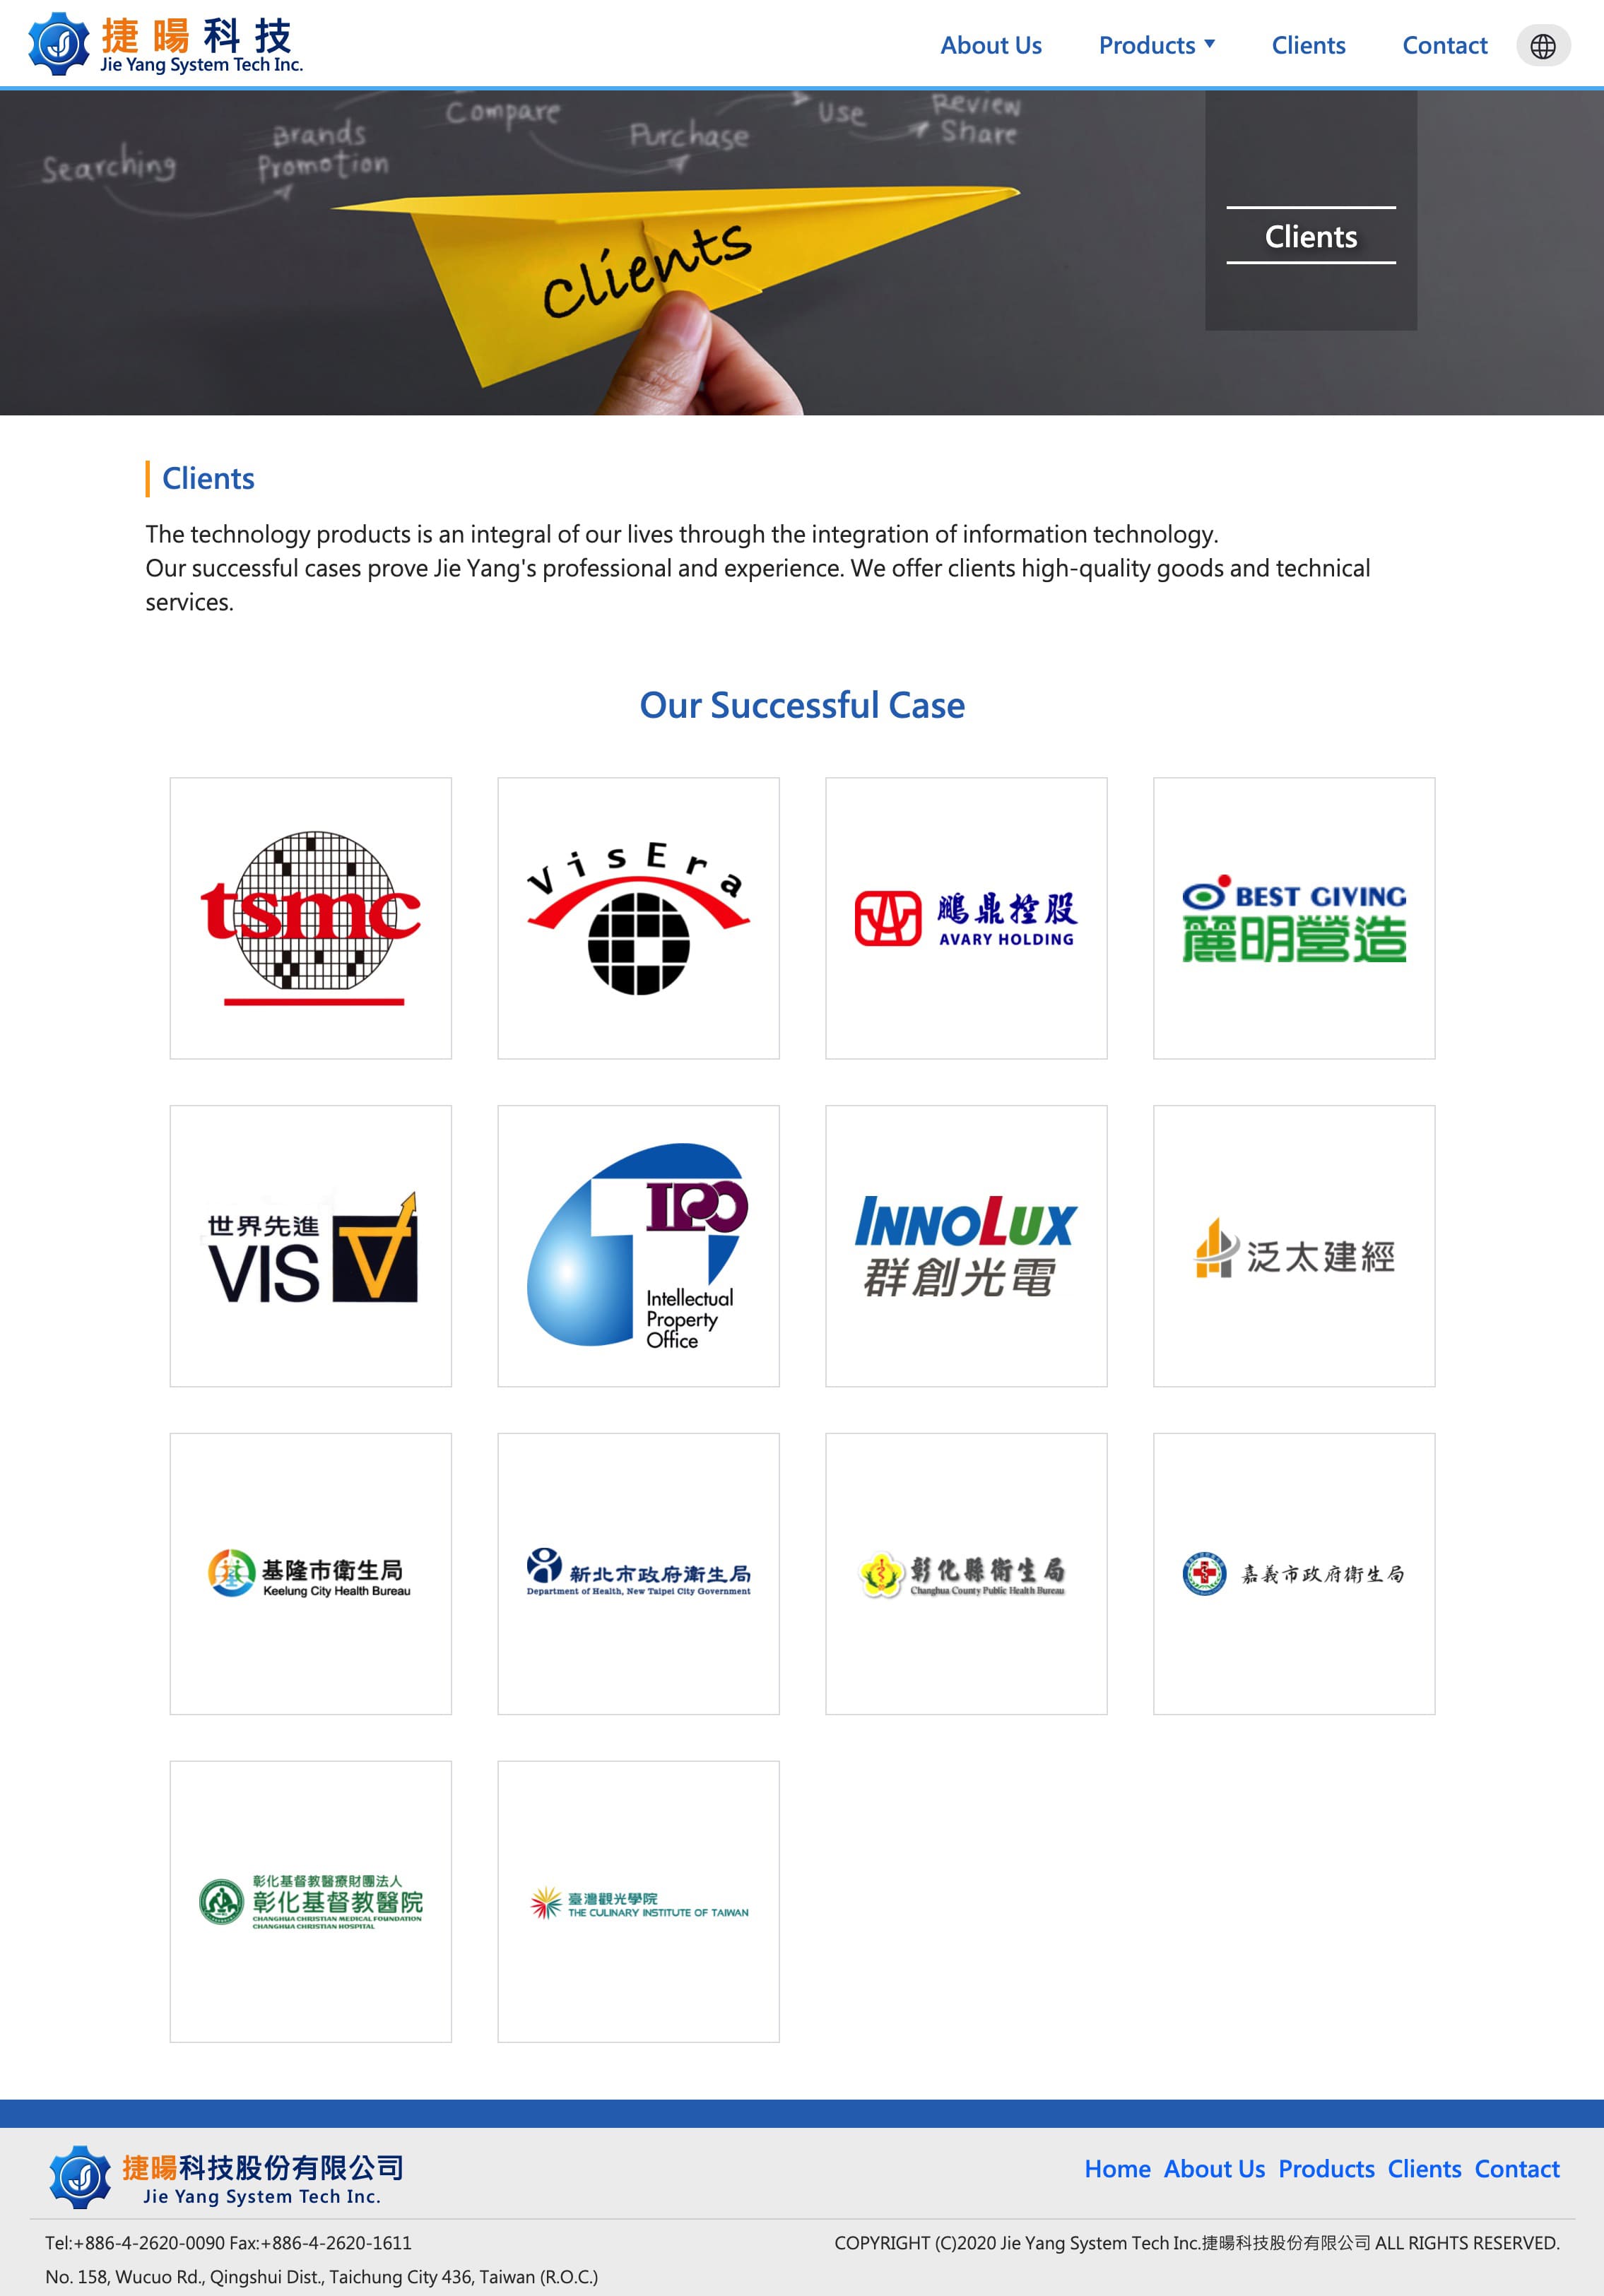 捷暘科技
Jie Yang System Tech Inc.
About Us
Products
Clients
Contact
Searching
Brands
Promotion
Compare
Purchase
Use
Review
Share
Clients
Clients
Clients
The technology products is an integral of our lives through the integration of information technology.
Our successful cases prove Jie Yang's professional and experience. We offer clients high-quality goods and technical
services.
Our Successful Case
tsmc
VisEra
鵬鼎控股
AVARY HOLDING
BEST GIVING
麗明營造
世界先進
VIS
IPO
Intellectual
Property
Office
INNOLUX
群創光電
泛太建經
基隆市衛生局
Keelung City Health Bureau
新北市政府衛生局
Department of Health, New Taipei City Government
彰化縣衛生局
Changhua County Public Health Bureau
嘉義市政府衛生局
彰化基督教醫療財團法人
彰化基督教醫院
CHANGHUA CHRISTIAN MEDICAL FOUNDATION
CHANGHUA CHRISTIAN HOSPITAL
臺灣觀光學院
THE CULINARY INSTITUTE OF TAIWAN
捷暘科技股份有限公司
Jie Yang System Tech Inc.
Home About Us Products Clients Contact
Tel:+886-4-2620-0090 Fax:+886-4-2620-1611
COPYRIGHT (C)2020 Jie Yang System Tech Inc.捷暘科技股份有限公司 ALL RIGHTS RESERVED.
No. 158, Wucuo Rd., Qingshui Dist., Taichung City 436, Taiwan (R.O.C.)